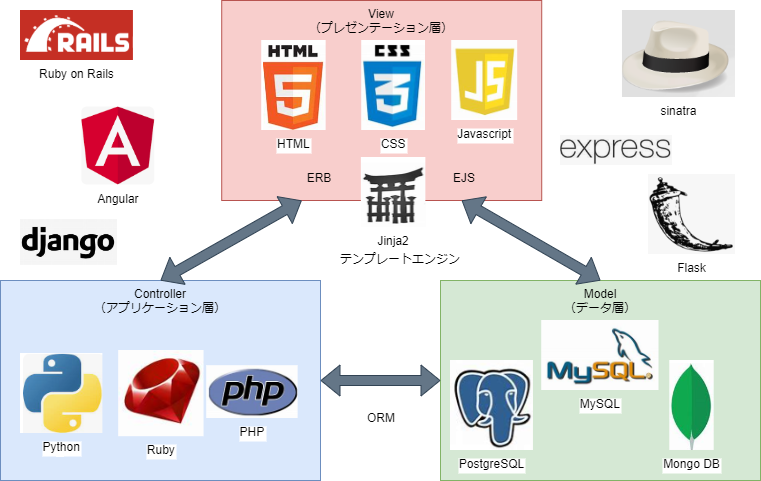 View
（プレゼンテーション層）
RAILS
Ruby on Rails
HTML
5
HTML
CSS
3
CSS
JS
Javascript
sinatra
Angular
A
express
ERB
EJS
Jinja2
テンプレートエンジン
django
Flask
Controller
（アプリケーション層）
Model
（データ層）
Python
Ruby
php
PHP
ORM
PostgreSQL
MySQL
MySQL
Mongo DB